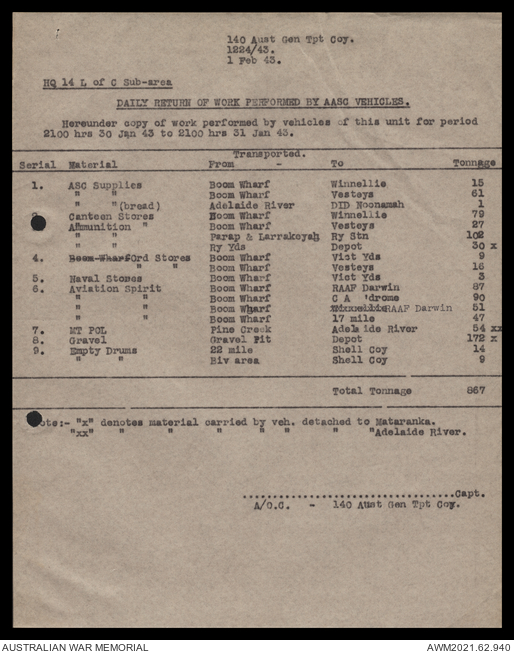 140 Aust Gen Tpt Coy.
1224/43.
1 Feb 43.
HQ 14 L of C Sub-area
DAILY RETURN OF WORK PERFORMED BY AASC VEHICLES.
Hereunder copy of work performed by vehicles of this unit for period
2100 hrs 30 Jan 43 to 2100 hrs 31 Jan 43.
Transported.
Serial Material From - To Tonnage
1. ASC Supplies Boom Wharf Winnellie 15
" " Boom Wharf Vesteys 61
" "(bread) Adelaide River DID Noonamah 1
Canteen Stores Boom Wharf Winnellie 79
Ammunition " Boom Wharf Vesteys 27
" " Parap & Larrakeyah Ry Stn 102
" " Ry Yds Depot 30 x
4. Boom Wharf Ord Stores Boom Wharf Vict Yds 9
" " Boom Wharf Vesteys 16
5. Naval Stores Boom Wharf Vict Yds 3
6. Aviation Spirit Boom Wharf RAAF Darwin 87
" " Boom Wharf C A 'drome 90
" " Boom Wharf RAAF Darwin 51
" " Boom Wharf 17 mile 47
7. MT POL Pine Creek Adelaide River 54 xx
8. Gravel Gravel Pit Depot 172 x
9. Empty Drums 22 mile Shell Coy 14
" " Riv area Shell Coy 9
Total Tonnage 867
ote:- "x" denotes material carried by veh. detached to Mataranka.
"xx" " " " " " " "Adelaide River.
....................................Capt.
A/O.C. - 140 Aust Gen Tpt Coy.
AUSTRALIAN WAR MEMORIAL
AWM2021.62.940